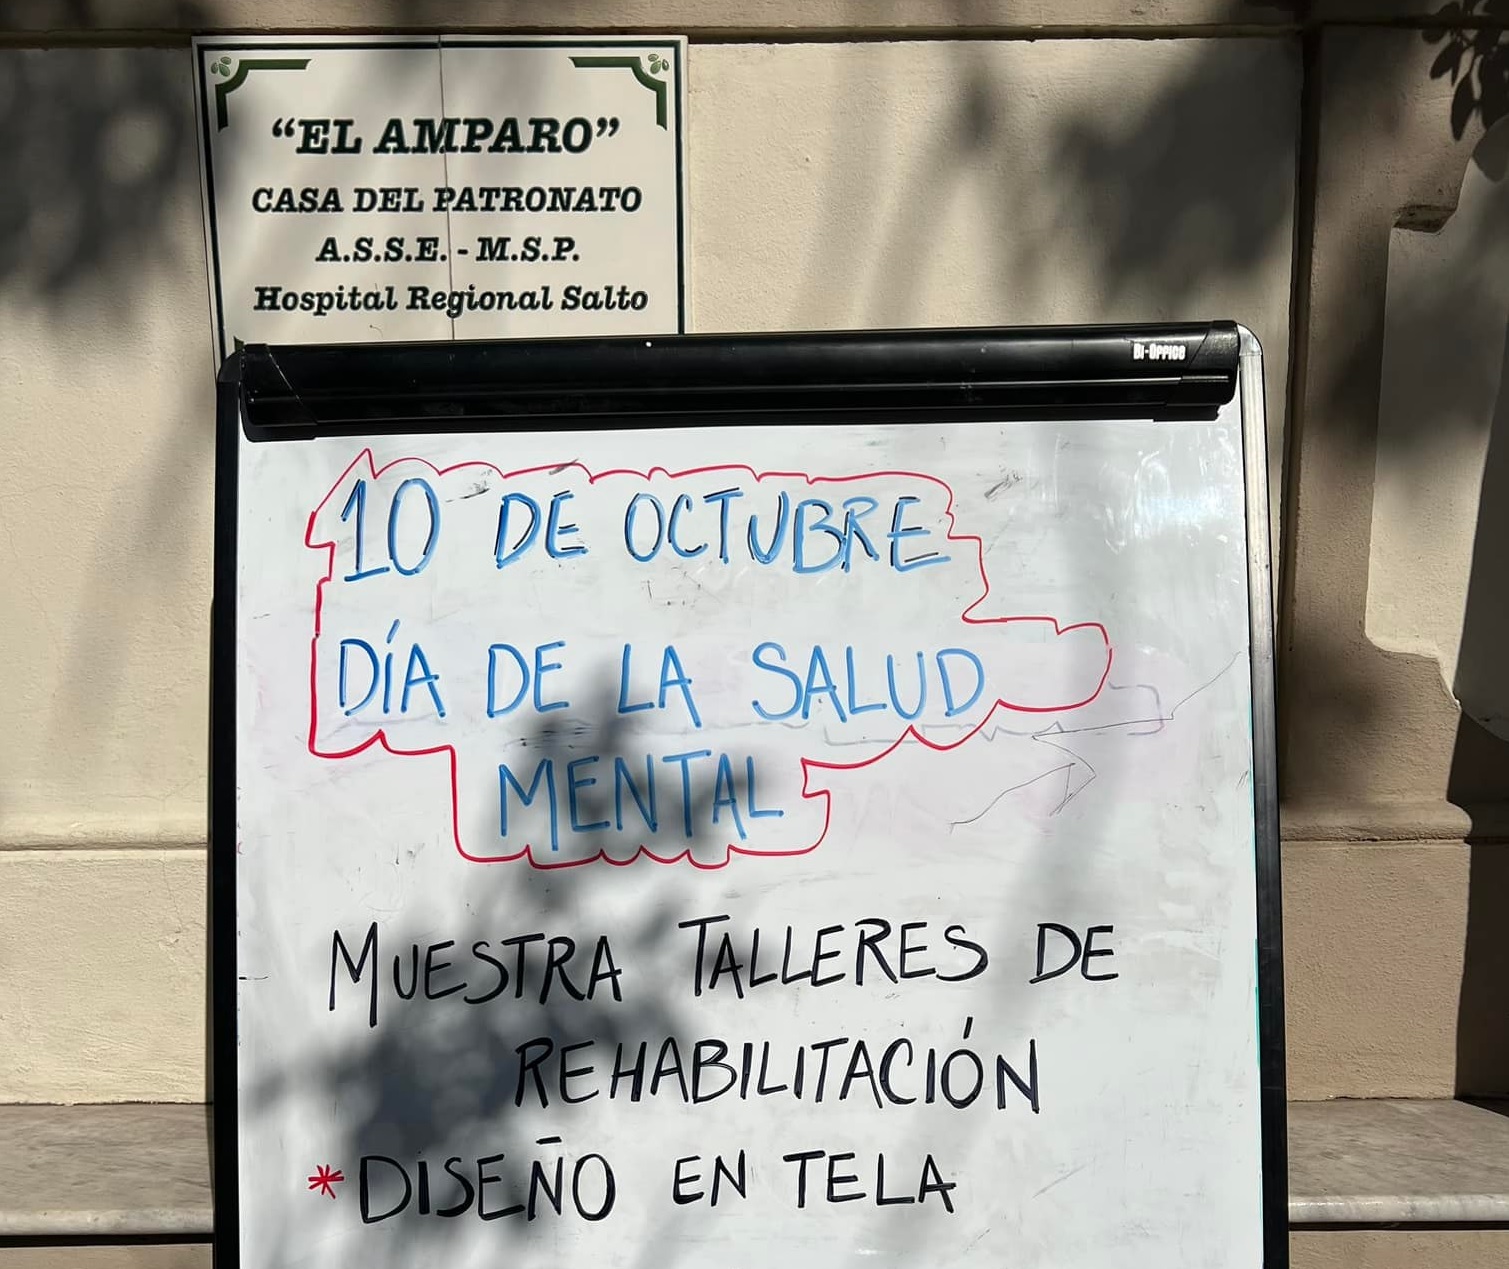 “EL AMPARO”
CASA DEL PATRONATO
A.S.S.E. - M.S.P.
Hospital Regional Salto
Bi-Office
10 DE OCTUBRE
DÍA DE LA SALUD
MENTAL
MUESTRA TALLERES DE
REHABILITACIÓN
* DISEÑO EN TELA